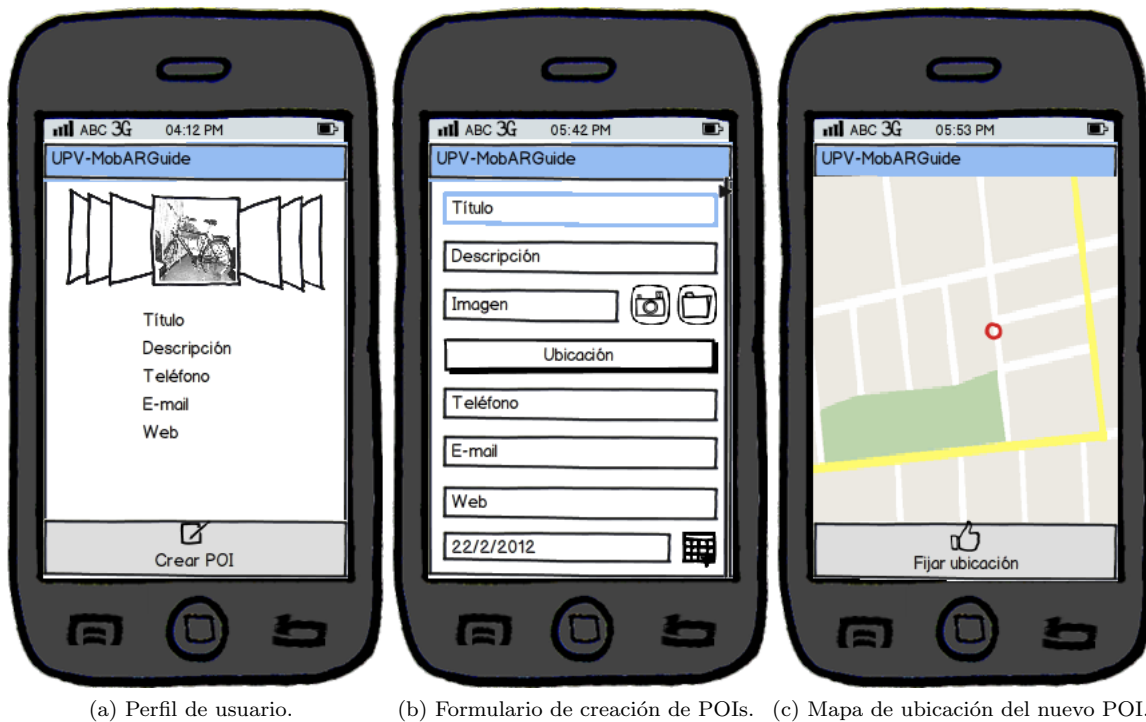 ABC 3G 04:12 PM
UPV-MobARGuide
Título
Descripción
Teléfono
E-mail
Web
Crear POI
(a) Perfil de usuario.
ABC 3G 05:42 PM
UPV-MobARGuide
Título
Descripción
Imagen
Ubicación
Teléfono
E-mail
Web
22/2/2012
(b) Formulario de creación de POIs.
ABC 3G 05:53 PM
UPV-MobARGuide
Fijar ubicación
(c) Mapa de ubicación del nuevo POI